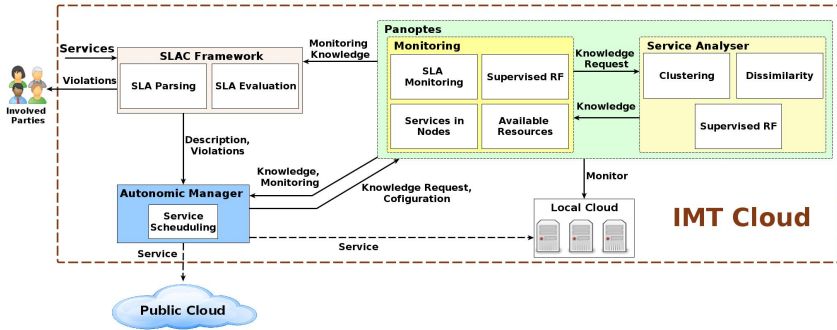 Panoptes
Services
SLAC Framework
Monitoring
Knowledge
Monitoring
Service Analyser
Knowledge
Request
SLA
Monitoring
Supervised RF
Clustering
Dissimilarity
Violations
SLA Parsing
SLA Evaluation
Involved
Parties
Knowledge
Services in
Nodes
Available
Resources
Supervised RF
Description,
Violations
Knowledge,
Monitoring
Monitor
Knowledge Request,
Cofiguration
Autonomic Manager
Service
Scheuduling
Local Cloud
IMT Cloud
Service
Service
Public Cloud